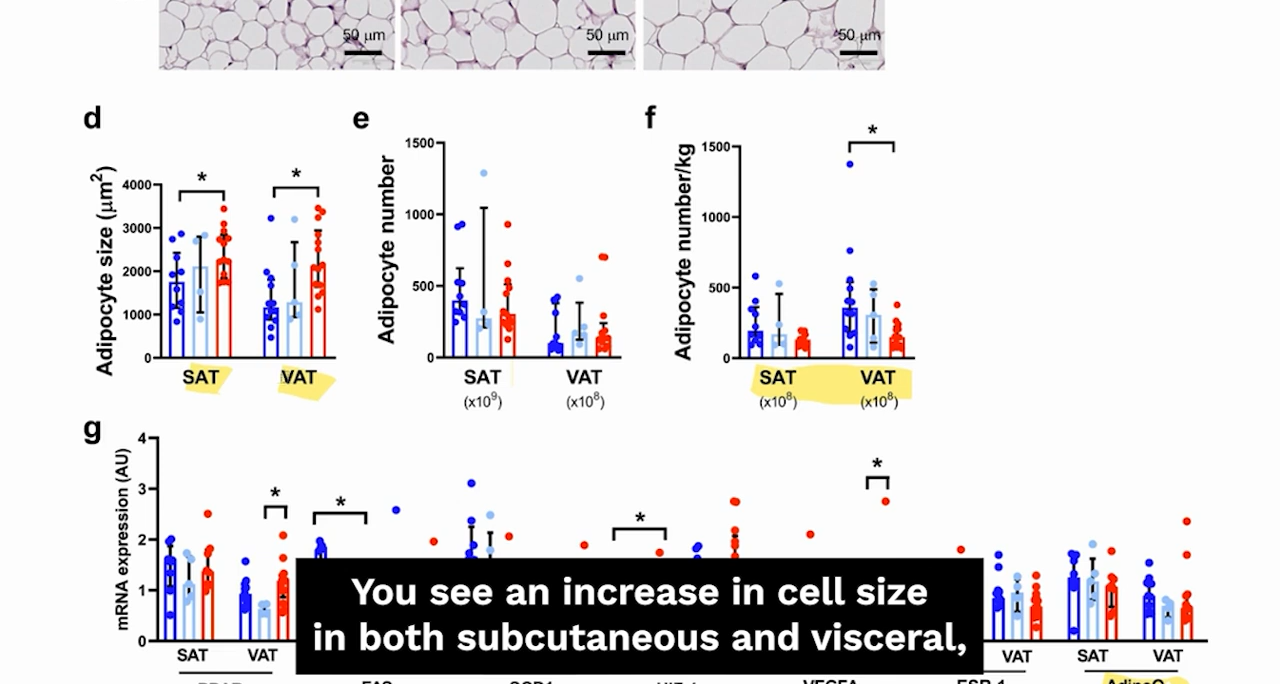 50 μm
50 μm
50 μm
d
Adipocyte size (μm²)
4000
3000
2000
1000
0
*
*
SAT
VAT
e
Adipocyte number
1500
1000
500
0
SAT
(x10⁹)
VAT
(x10⁸)
f
Adipocyte number/kg
1500
1000
500
0
*
SAT
(x10⁸)
VAT
(x10⁸)
g
mRNA expression (AU)
4
3
2
1
0
*
*
*
*
SAT
VAT
VAT
SAT
VAT
VEGFA
AdipoQ
You see an increase in cell size
in both subcutaneous and visceral,